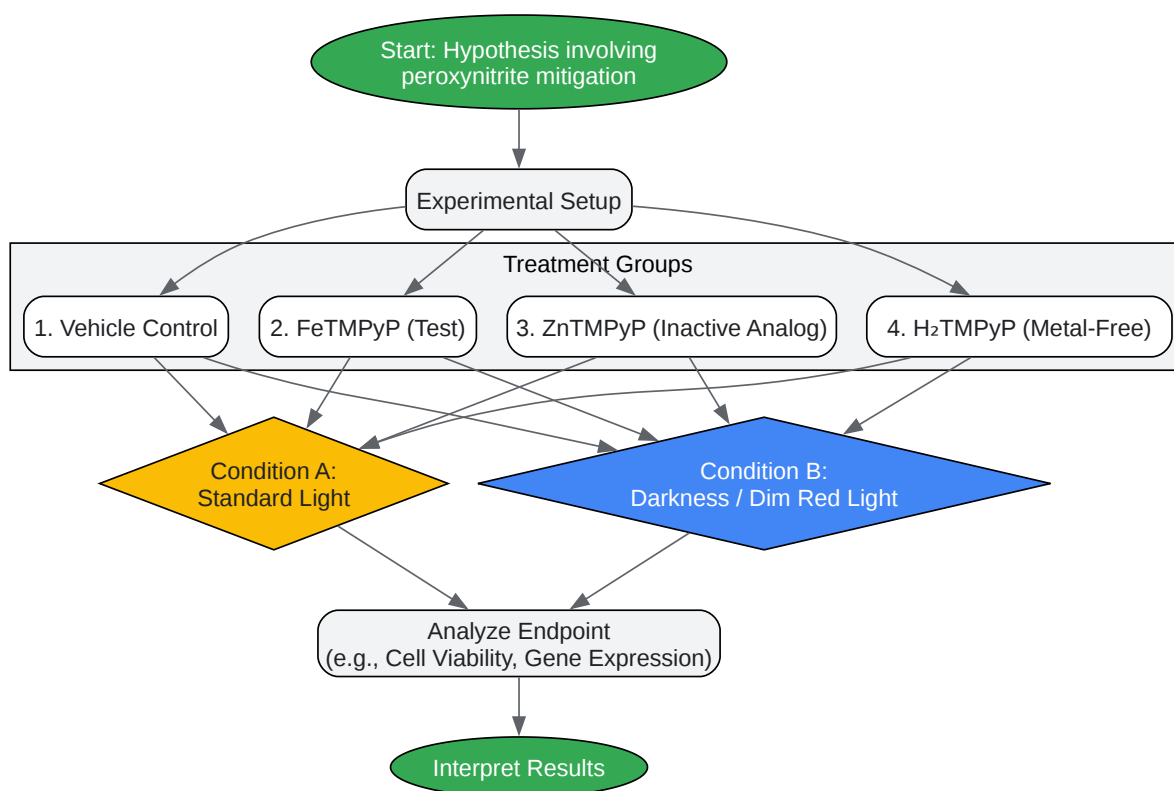 Start: Hypothesis involving
peroxynitrite mitigation
Experimental Setup
Treatment Groups
1. Vehicle Control
2. FeTMPyP (Test)
3. ZnTMPyP (Inactive Analog)
4. H₂TMPyP (Metal-Free)
Condition A:
Standard Light
Condition B:
Darkness / Dim Red Light
Analyze Endpoint
(e.g., Cell Viability, Gene Expression)
Interpret Results